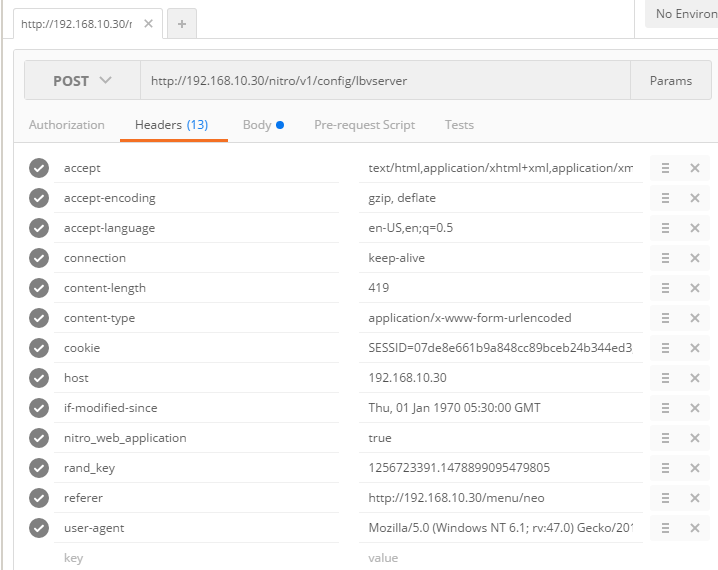 http://192.168.10.30/r × + No Environ
POST http://192.168.10.30/nitro/v1/config/lbvserver Params
Authorization Headers (13) Body Pre-request Script Tests
accept text/html,application/xhtml+xml,application/xm
accept-encoding gzip, deflate
accept-language en-US,en;q=0.5
connection keep-alive
content-length 419
content-type application/x-www-form-urlencoded
cookie SESSID=07de8e661b9a848cc89bceb24b344ed3
host 192.168.10.30
if-modified-since Thu, 01 Jan 1970 05:30:00 GMT
nitro_web_application true
rand_key 1256723391.1478899095479805
referer http://192.168.10.30/menu/neo
user-agent Mozilla/5.0 (Windows NT 6.1; rv:47.0) Gecko/201
key value